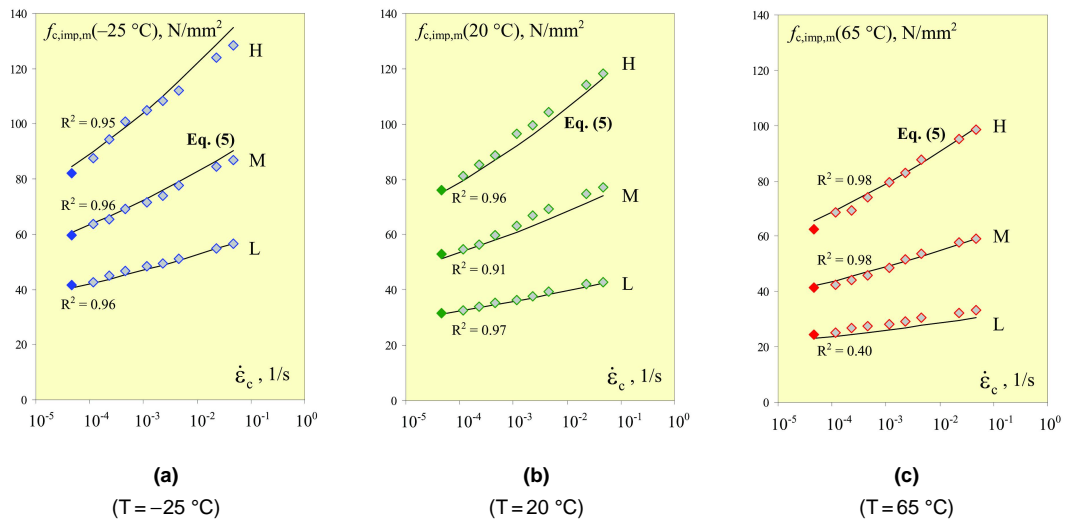 f_c,imp,m(−25 °C), N/mm²
140
120
100
80
60
40
20
0
H
R² = 0.95
Eq. (5)
M
R² = 0.96
L
R² = 0.96
ε̇_c , 1/s
10⁻⁵ 10⁻⁴ 10⁻³ 10⁻² 10⁻¹ 10⁰
(a)
(T = −25 °C)
f_c,imp,m(20 °C), N/mm²
140
120
100
80
60
40
20
0
H
Eq. (5)
R² = 0.96
M
R² = 0.91
L
R² = 0.97
ε̇_c , 1/s
10⁻⁵ 10⁻⁴ 10⁻³ 10⁻² 10⁻¹ 10⁰
(b)
(T = 20 °C)
f_c,imp,m(65 °C), N/mm²
140
120
100
80
60
40
20
0
Eq. (5)
H
R² = 0.98
M
R² = 0.98
L
R² = 0.40
ε̇_c , 1/s
10⁻⁵ 10⁻⁴ 10⁻³ 10⁻² 10⁻¹ 10⁰
(c)
(T = 65 °C)